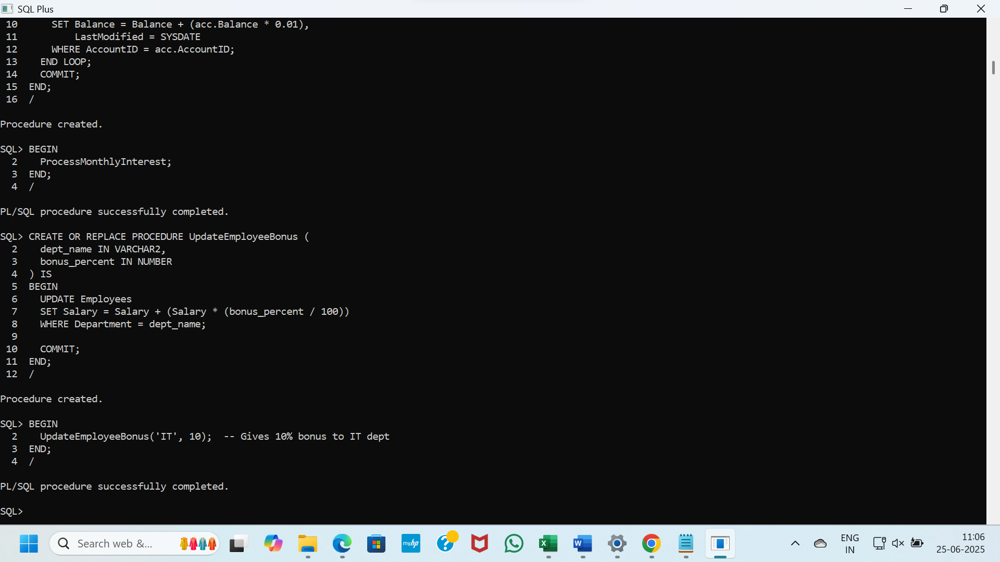 SQL Plus
10      SET Balance = Balance + (acc.Balance * 0.01),
11          LastModified = SYSDATE
12      WHERE AccountID = acc.AccountID;
13    END LOOP;
14    COMMIT;
15  END;
16  /
Procedure created.
SQL> BEGIN
2    ProcessMonthlyInterest;
3  END;
4  /
PL/SQL procedure successfully completed.
SQL> CREATE OR REPLACE PROCEDURE UpdateEmployeeBonus (
2    dept_name IN VARCHAR2,
3    bonus_percent IN NUMBER
4  ) IS
5  BEGIN
6    UPDATE Employees
7    SET Salary = Salary + (Salary * (bonus_percent / 100))
8    WHERE Department = dept_name;
9
10    COMMIT;
11  END;
12  /
Procedure created.
SQL> BEGIN
2    UpdateEmployeeBonus('IT', 10);  -- Gives 10% bonus to IT dept
3  END;
4  /
PL/SQL procedure successfully completed.
SQL>
Search web &...
myhp
?
X
W
ENG
IN
11:06
25-06-2025